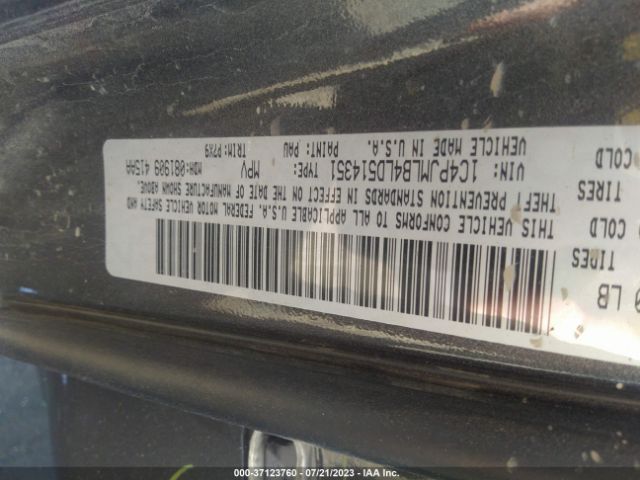 THIS VEHICLE CONFORMS TO ALL APPLICABLE FEDERAL MOTOR VEHICLE SAFETY AND
THEFT PREVENTION STANDARDS IN EFFECT ON THE DATE OF MANUFACTURE SHOWN ABOVE.
VIN: 1C4PJMLB4LD514351 TYPE: MPV MDH:081909 415AA
VEHICLE MADE IN U.S.A. PAINT: PAU TRIM:P7X9
LB
TIRES COLD
TIRES COLD
000-37123760 - 07/21/2023 - IAA Inc.